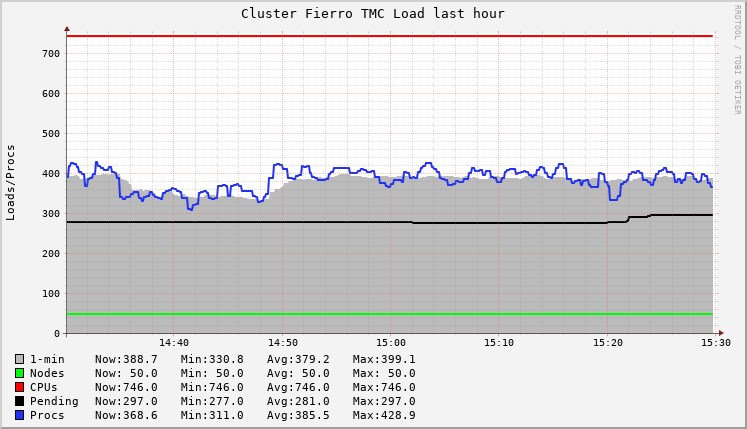 Cluster Fierro TMC Load last hour
RRDTOOL / TOBI OETIKER
Loads/Procs
700
600
500
400
300
200
100
0
14:40 14:50 15:00 15:10 15:20 15:30
1-min Now:388.7 Min:330.8 Avg:379.2 Max:399.1
Nodes Now: 50.0 Min: 50.0 Avg: 50.0 Max: 50.0
CPUs Now:746.0 Min:746.0 Avg:746.0 Max:746.0
Pending Now:297.0 Min:277.0 Avg:281.0 Max:297.0
Procs Now:368.6 Min:311.0 Avg:385.5 Max:428.9